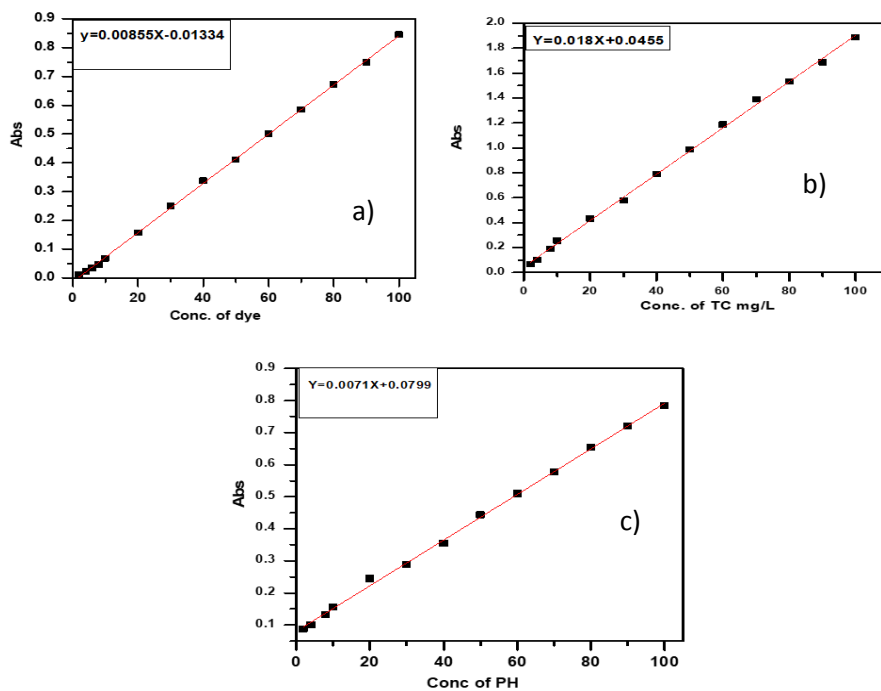 y=0.00855X-0.01334
0.9
0.8
0.7
0.6
0.5
0.4
0.3
0.2
0.1
0.0
Abs
0 20 40 60 80 100
Conc. of dye
a)
Y=0.018X+0.0455
2.0
1.8
1.6
1.4
1.2
1.0
0.8
0.6
0.4
0.2
0.0
Abs
0 20 40 60 80 100
Conc. of TC mg/L
b)
Y=0.0071X+0.0799
0.9
0.8
0.7
0.6
0.5
0.4
0.3
0.2
0.1
Abs
0 20 40 60 80 100
Conc of PH
c)